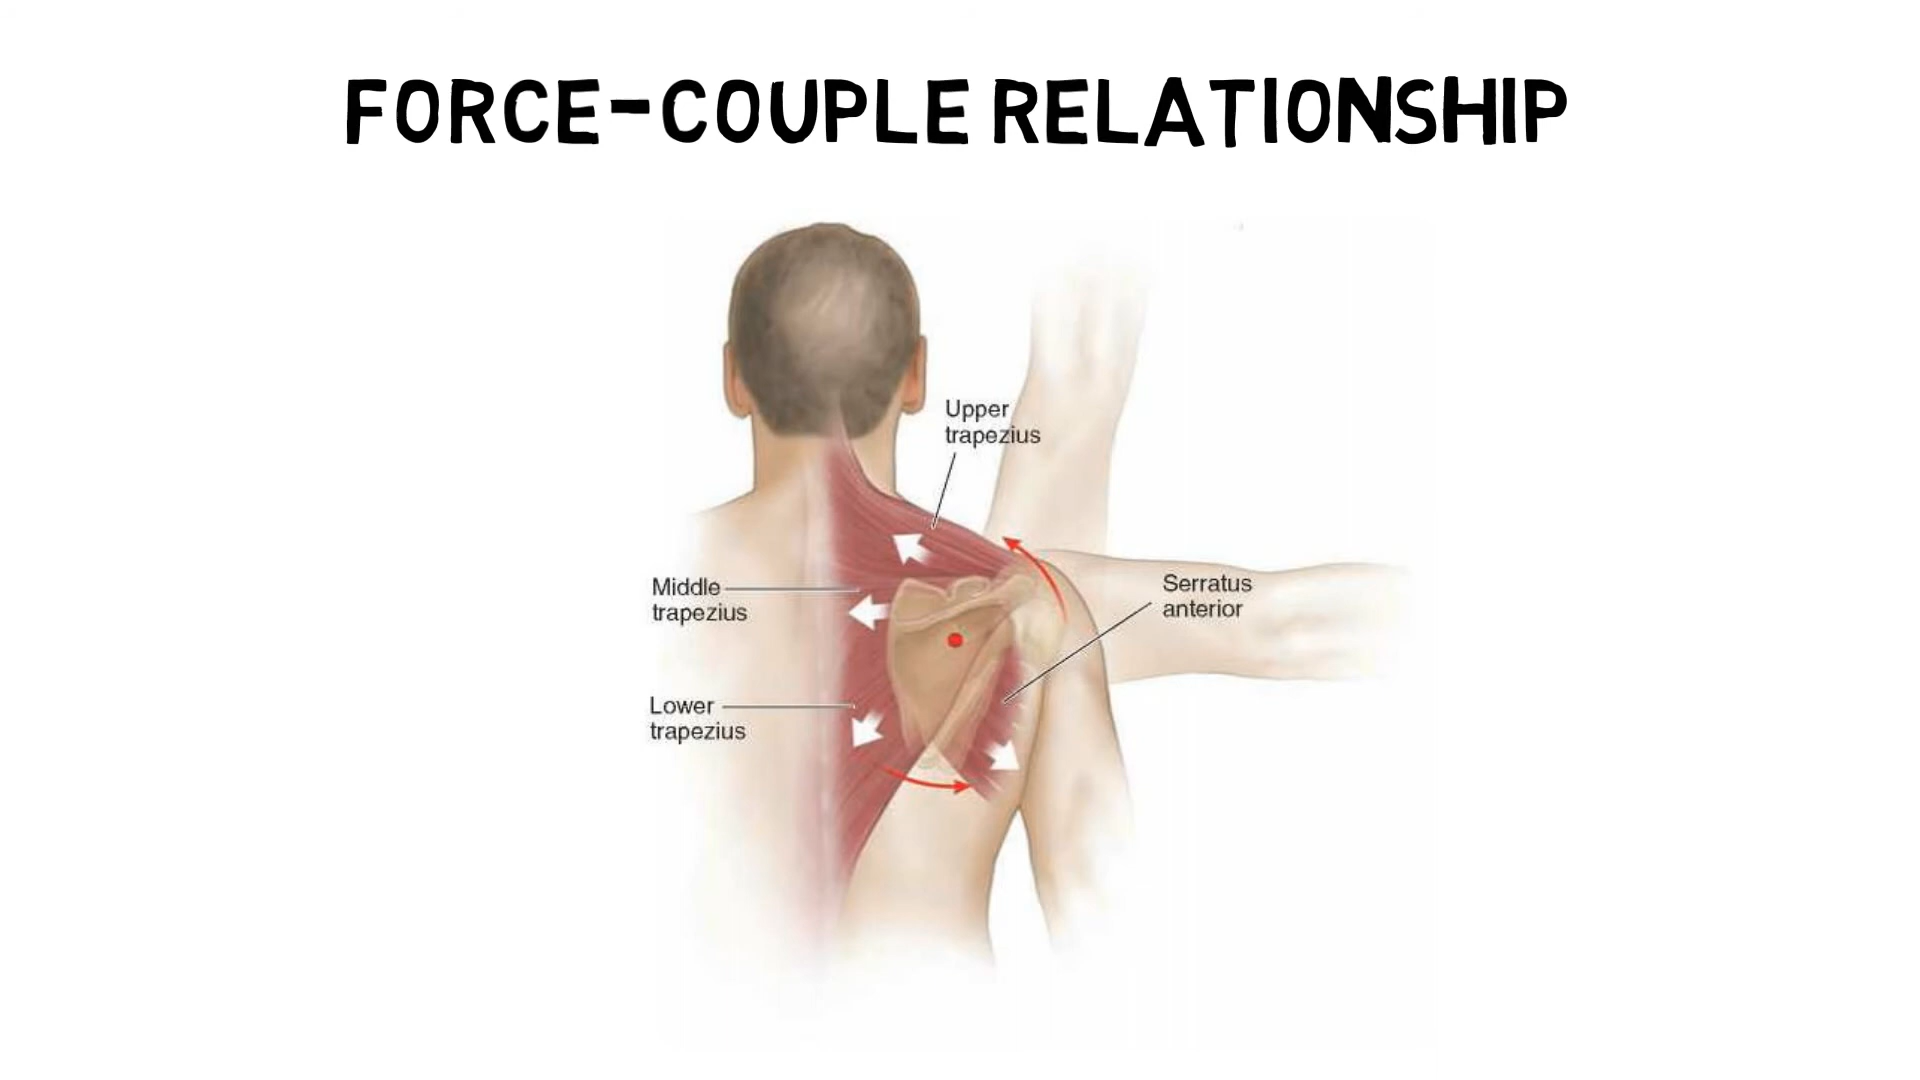 FORCE-COUPLE RELATIONSHIP
Upper
trapezius
Middle
trapezius
Serratus
anterior
Lower
trapezius